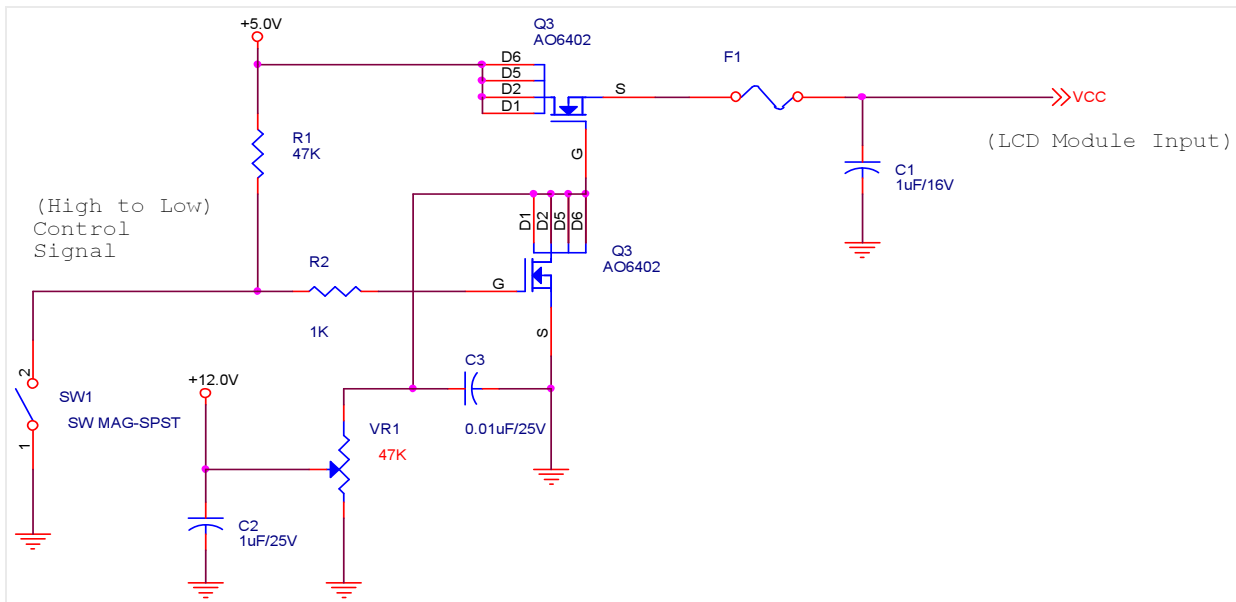 +5.0V
Q3
AO6402
D6
D5
D2
D1
S
G
F1
VCC
(LCD Module Input)
C1
1uF/16V
R1
47K
(High to Low)
Control
Signal
D1
D2
D5
D6
Q3
AO6402
R2
1K
G
S
+12.0V
C3
0.01uF/25V
2
SW1
SW MAG-SPST
1
VR1
47K
C2
1uF/25V